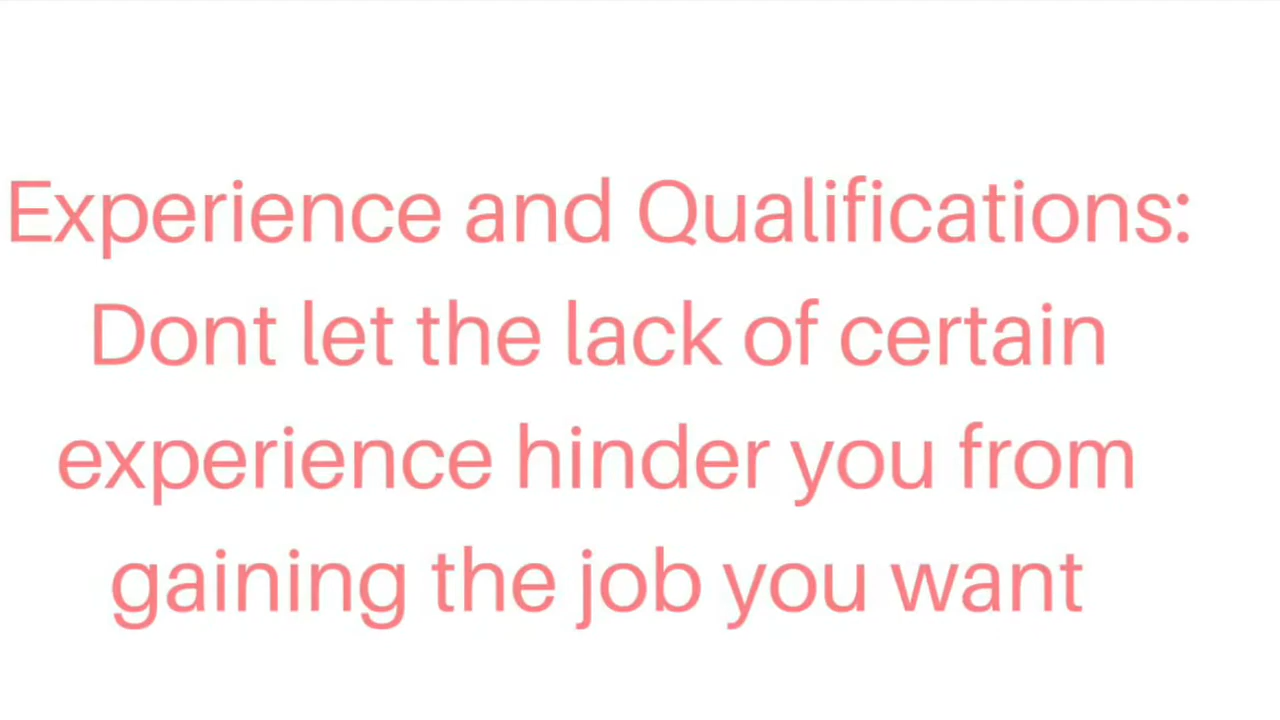 Experience and Qualifications:
Dont let the lack of certain
experience hinder you from
gaining the job you want